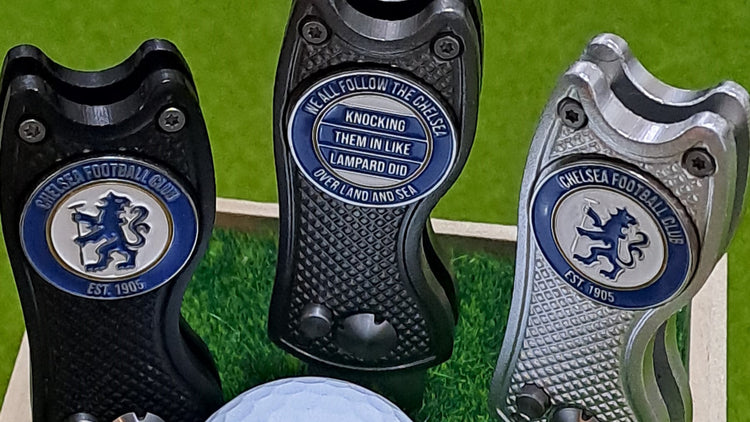 CHELSEA FOOTBALL CLUB
EST. 1905
WE ALL FOLLOW THE CHELSEA
KNOCKING
THEM IN LIKE
LAMPARD DID
OVER LAND AND SEA
CHELSEA FOOTBALL CLUB
EST. 1905